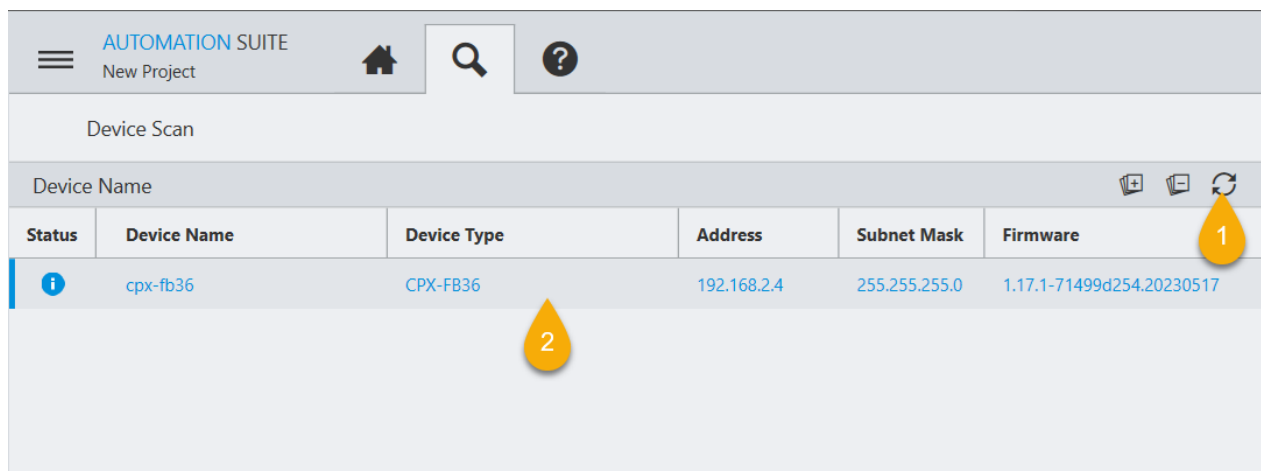 AUTOMATION SUITE
New Project
Device Scan
Device Name
Status Device Name Device Type Address Subnet Mask Firmware
1
cpx-fb36 CPX-FB36 192.168.2.4 255.255.255.0 1.17.1-71499d254.20230517
2